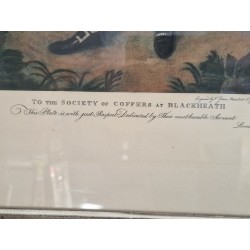 To the Society of Goffers at Blackheath
This Plate is with just Respect Dedicated by Their most humble Servant